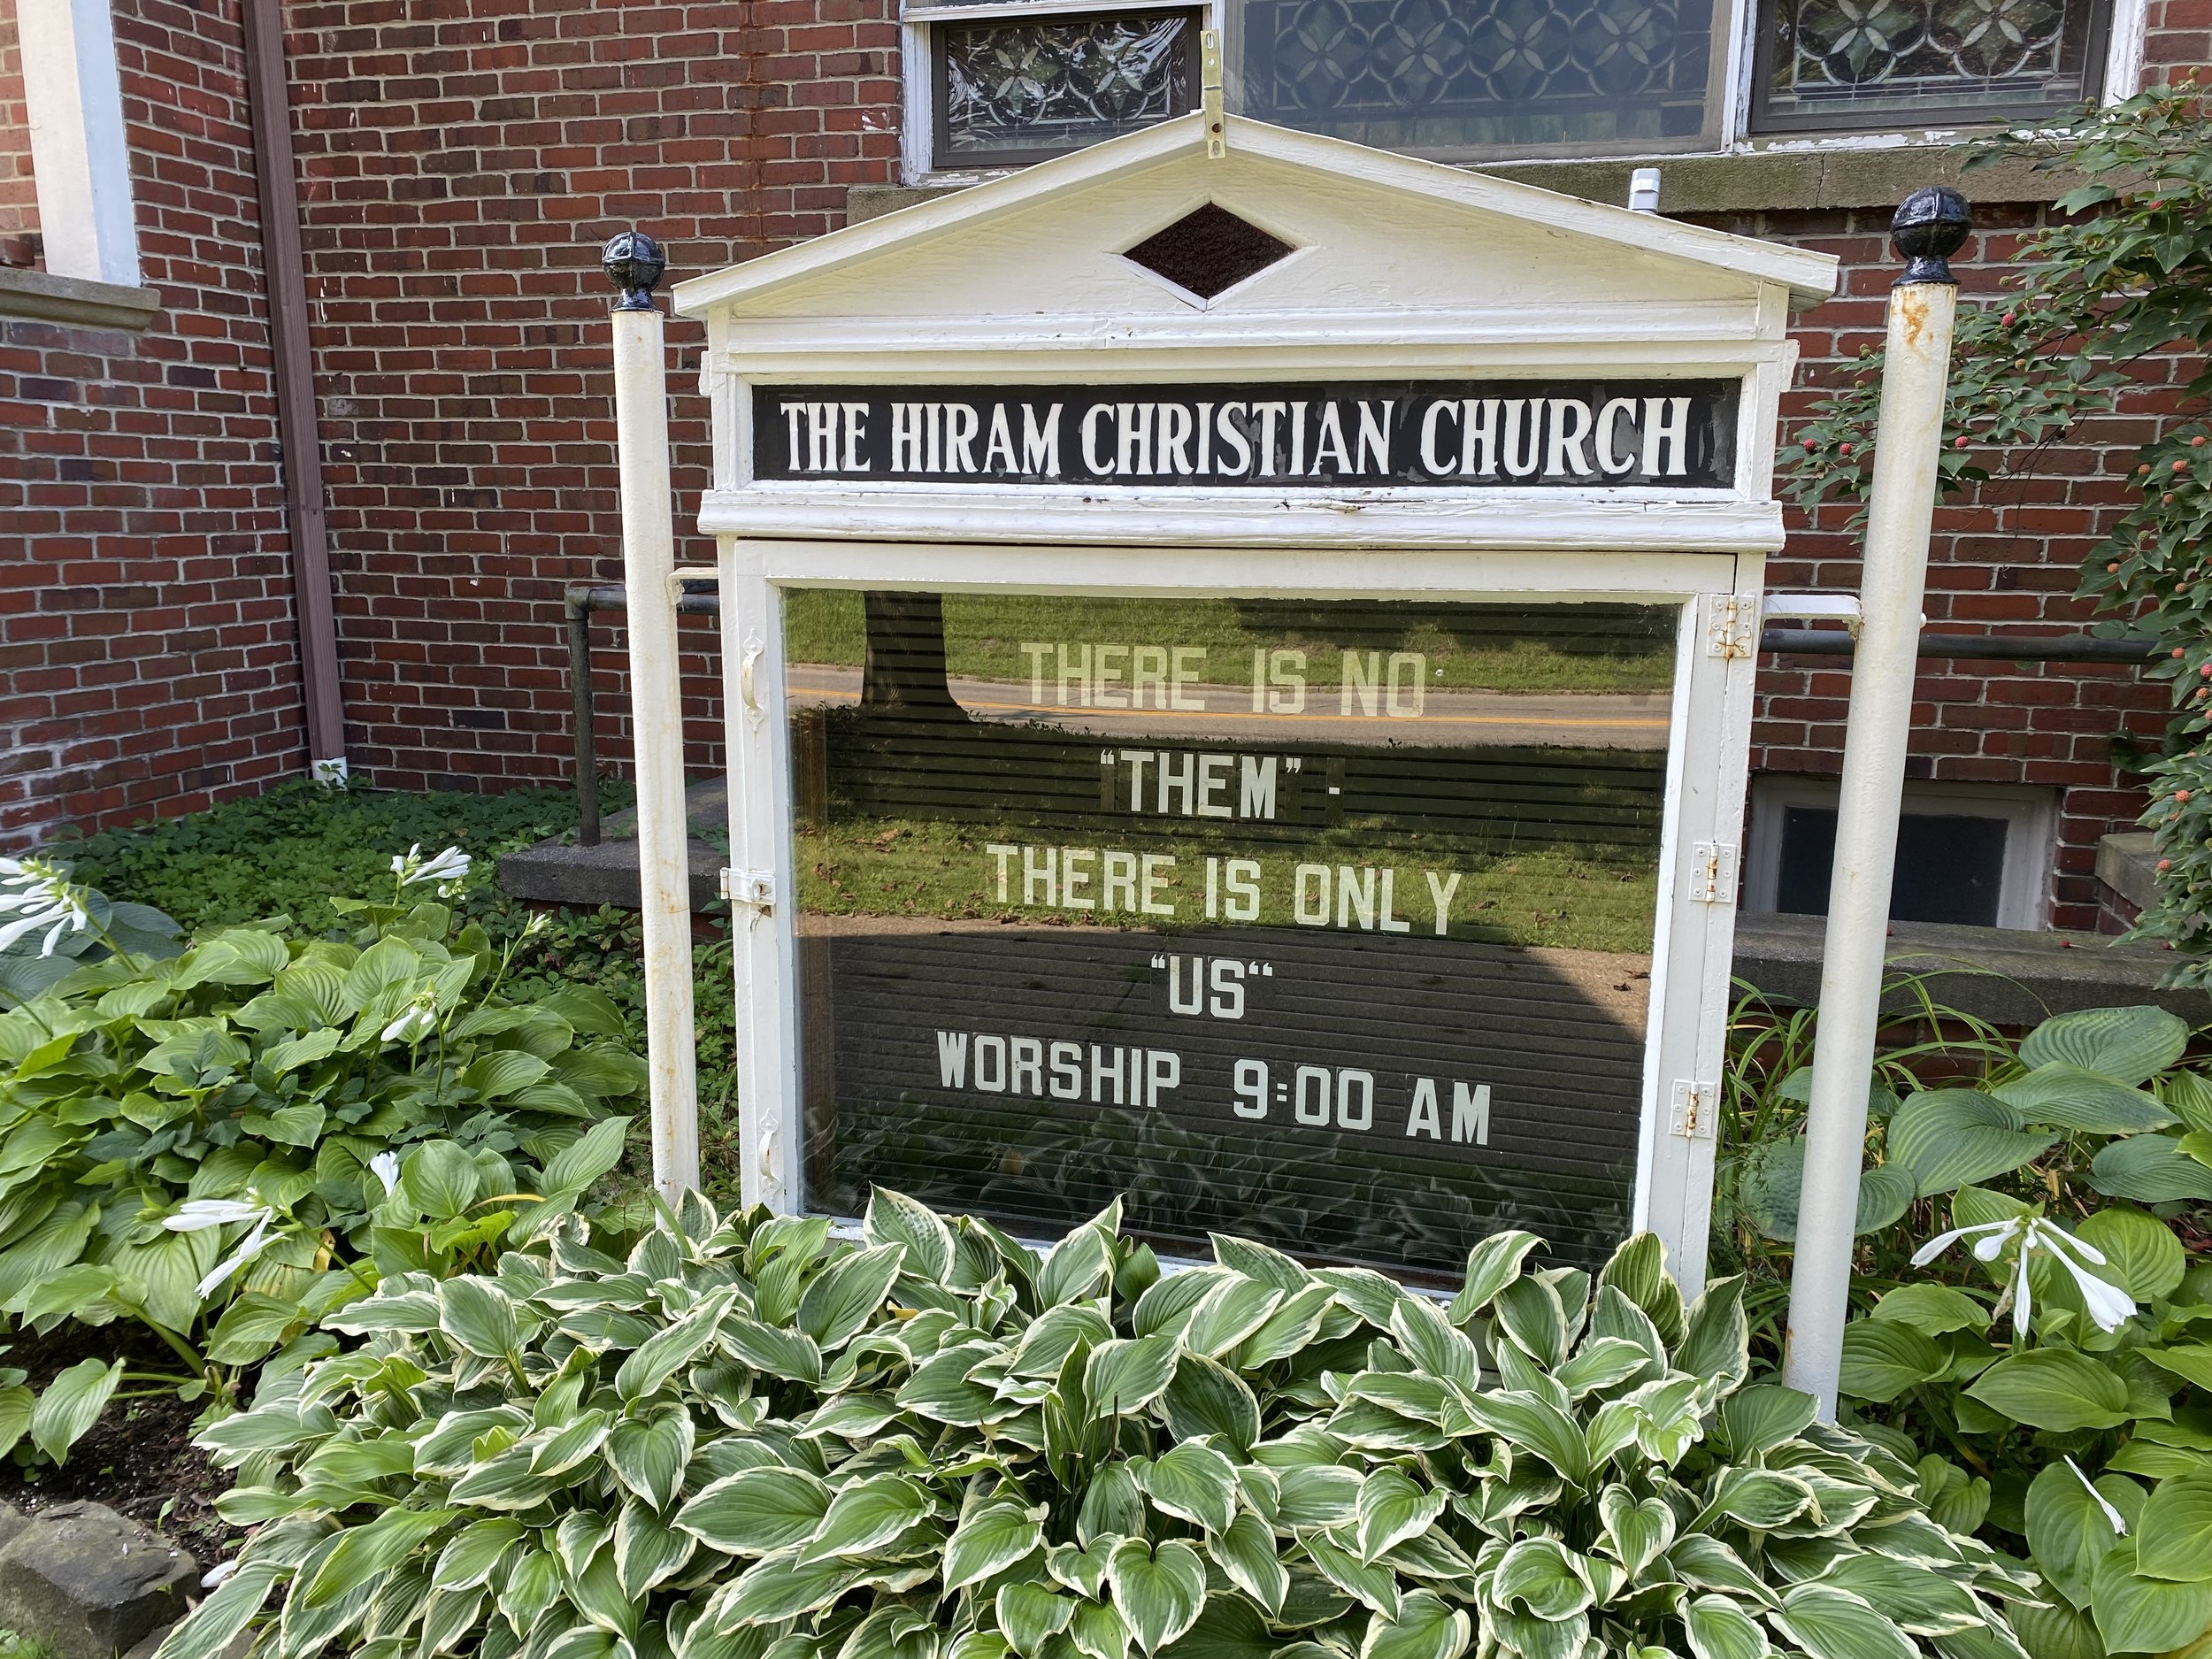 THE HIRAM CHRISTIAN CHURCH
THERE IS NO
“THEM” -
THERE IS ONLY
“US“
WORSHIP 9:00 AM